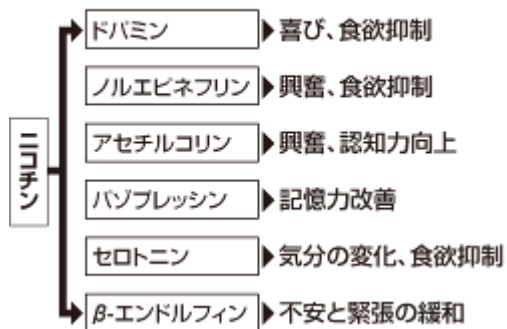 ニコチン
ドパミン ▶ 喜び、食欲抑制
ノルエピネフリン ▶ 興奮、食欲抑制
アセチルコリン ▶ 興奮、認知力向上
バゾプレッシン ▶ 記憶力改善
セロトニン ▶ 気分の変化、食欲抑制
β-エンドルフィン ▶ 不安と緊張の緩和